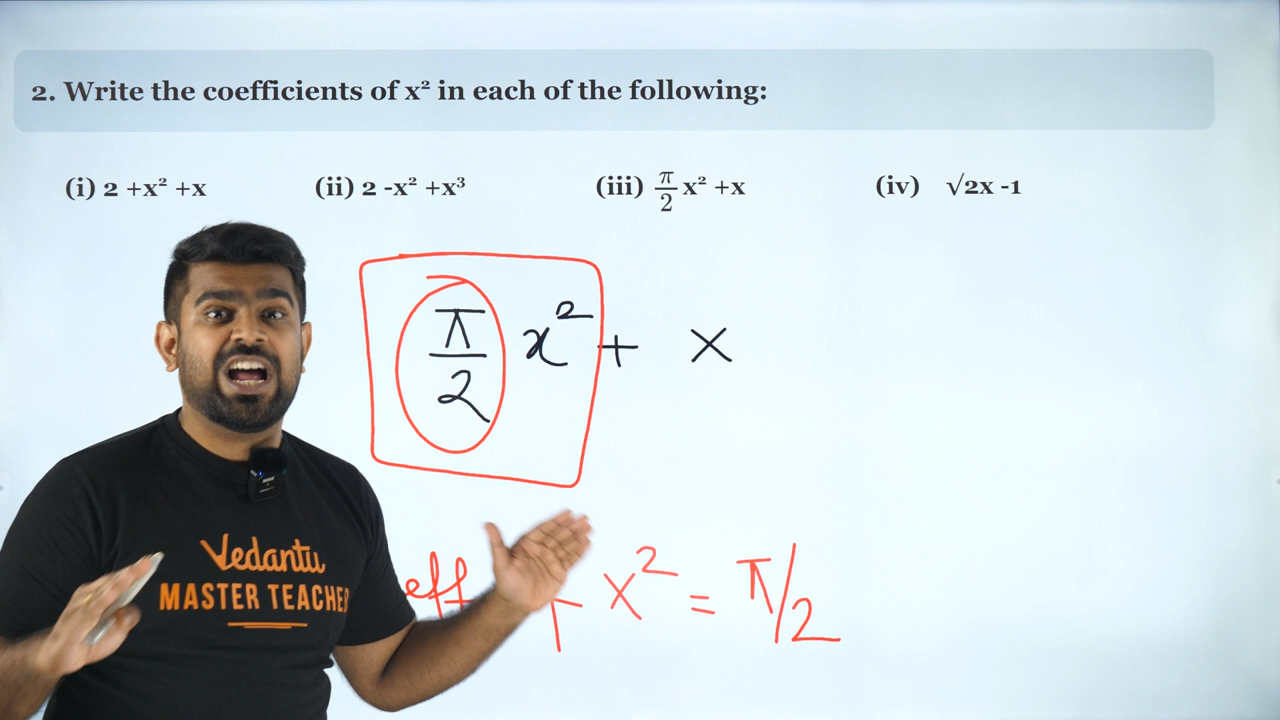 2. Write the coefficients of x² in each of the following:
(i) 2 +x² +x (ii) 2 -x² +x³ (iii) π/2 x² +x (iv) √2x -1
π/2 x² + x
eff x² = π/2
Vedantu
MASTER TEACHER